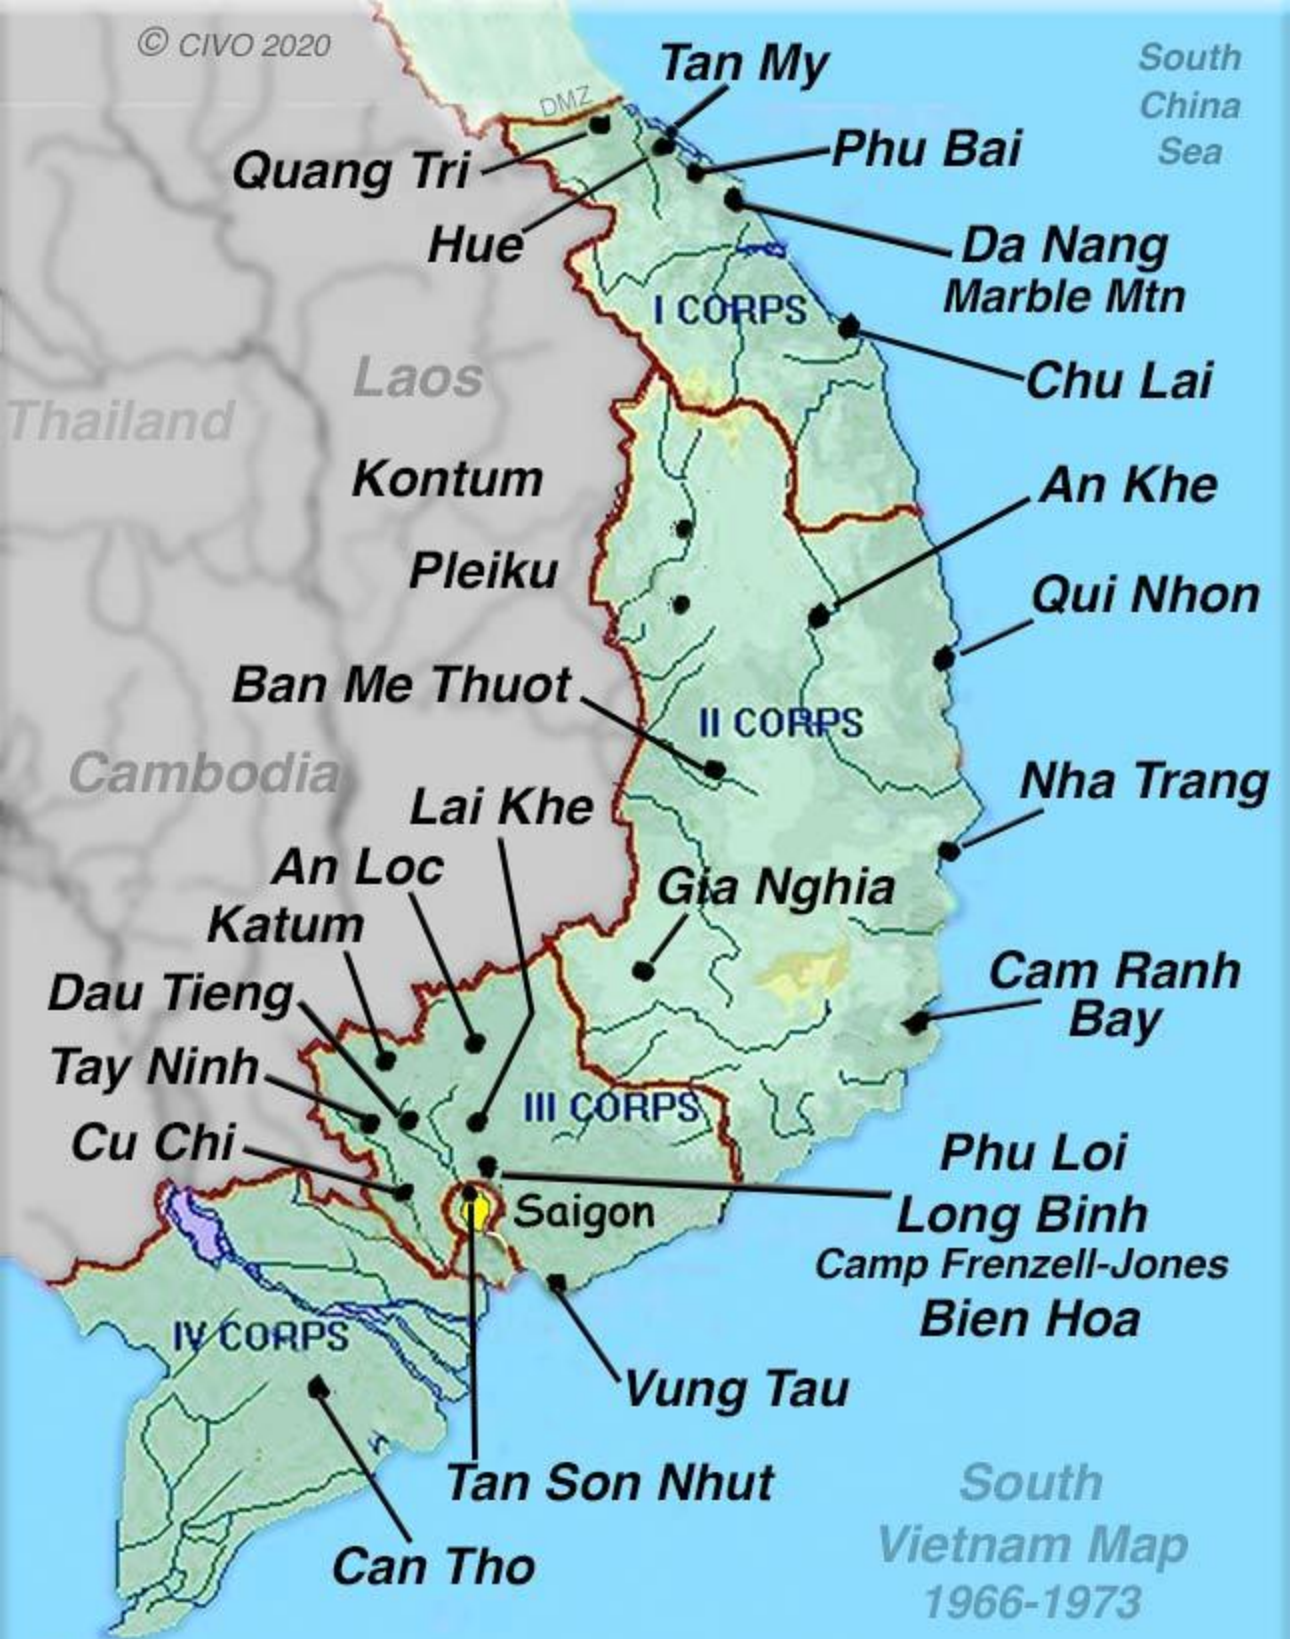 © CIVO 2020
Tan My
South
China
Sea
DMZ
Quang Tri
Phu Bai
Hue
Da Nang
Marble Mtn
I CORPS
Laos
Chu Lai
Thailand
Kontum
An Khe
Pleiku
Qui Nhon
Ban Me Thuot
II CORPS
Cambodia
Nha Trang
Lai Khe
An Loc
Gia Nghia
Katum
Cam Ranh
Bay
Dau Tieng
Tay Ninh
III CORPS
Cu Chi
Phu Loi
Saigon
Long Binh
Camp Frenzell-Jones
Bien Hoa
IV CORPS
Vung Tau
Tan Son Nhut
Can Tho
South
Vietnam Map
1966-1973